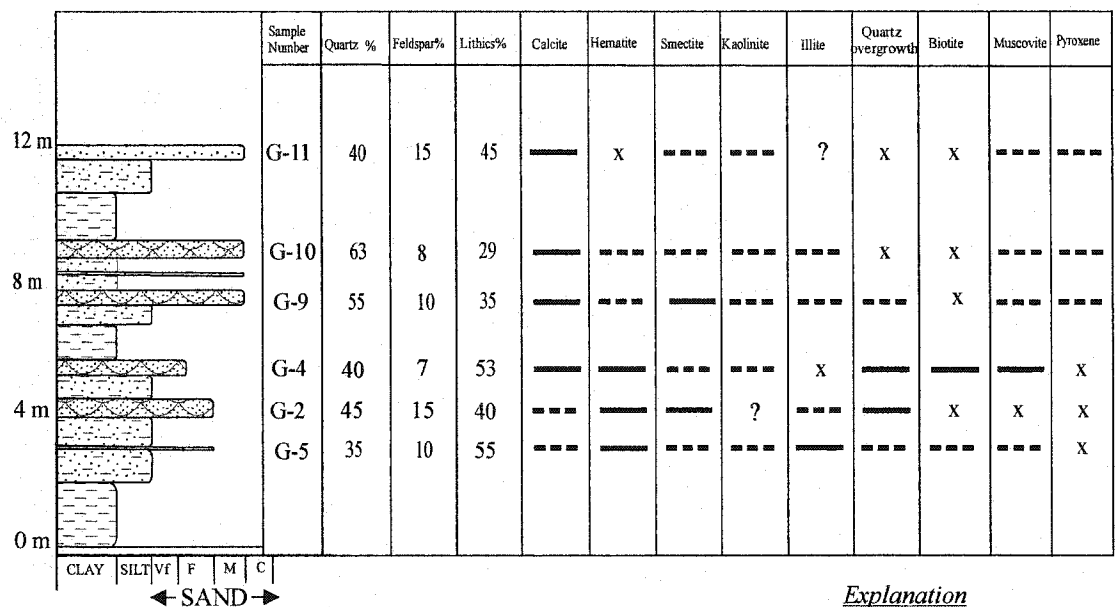 Sample Number Quartz % Feldspar% Lithics% Calcite Hematite Smectite Kaolinite Illite Quartz overgrowth Biotite Muscovite Pyroxene
12 m G-11 40 15 45 x ? x x
G-10 63 8 29 x x
8 m G-9 55 10 35 x
G-4 40 7 53 x x
4 m G-2 45 15 40 ? x x x
G-5 35 10 55 x
0 m
CLAY SILT Vf F M C
SAND
Explanation